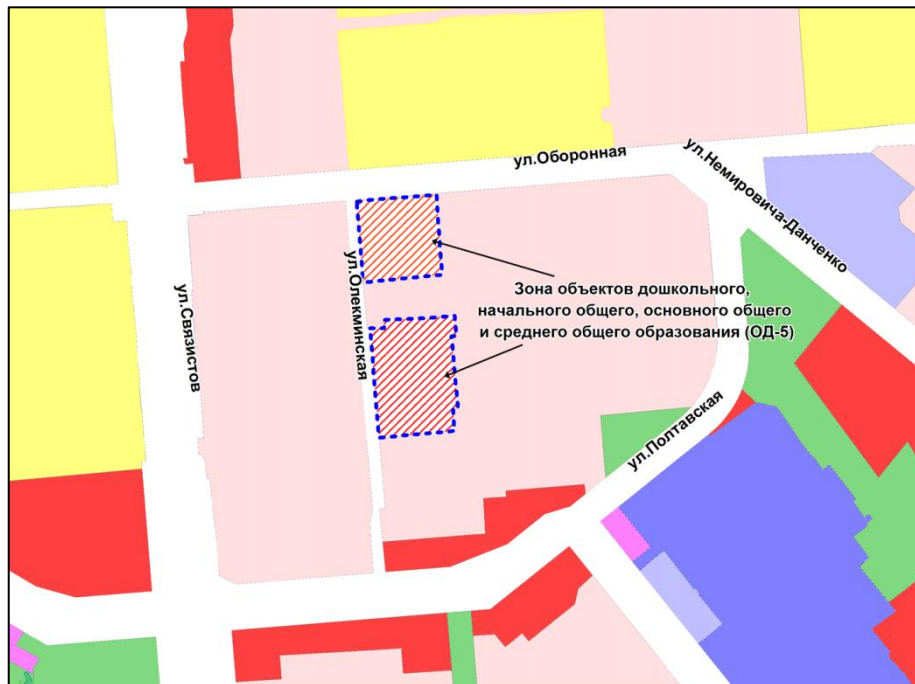 ул.Оборонная
ул.Немировича-Данченко
ул.Олекминская
ул.Связистов
Зона объектов дошкольного,
начального общего, основного общего
и среднего общего образования (ОД-5)
ул.Полтавская